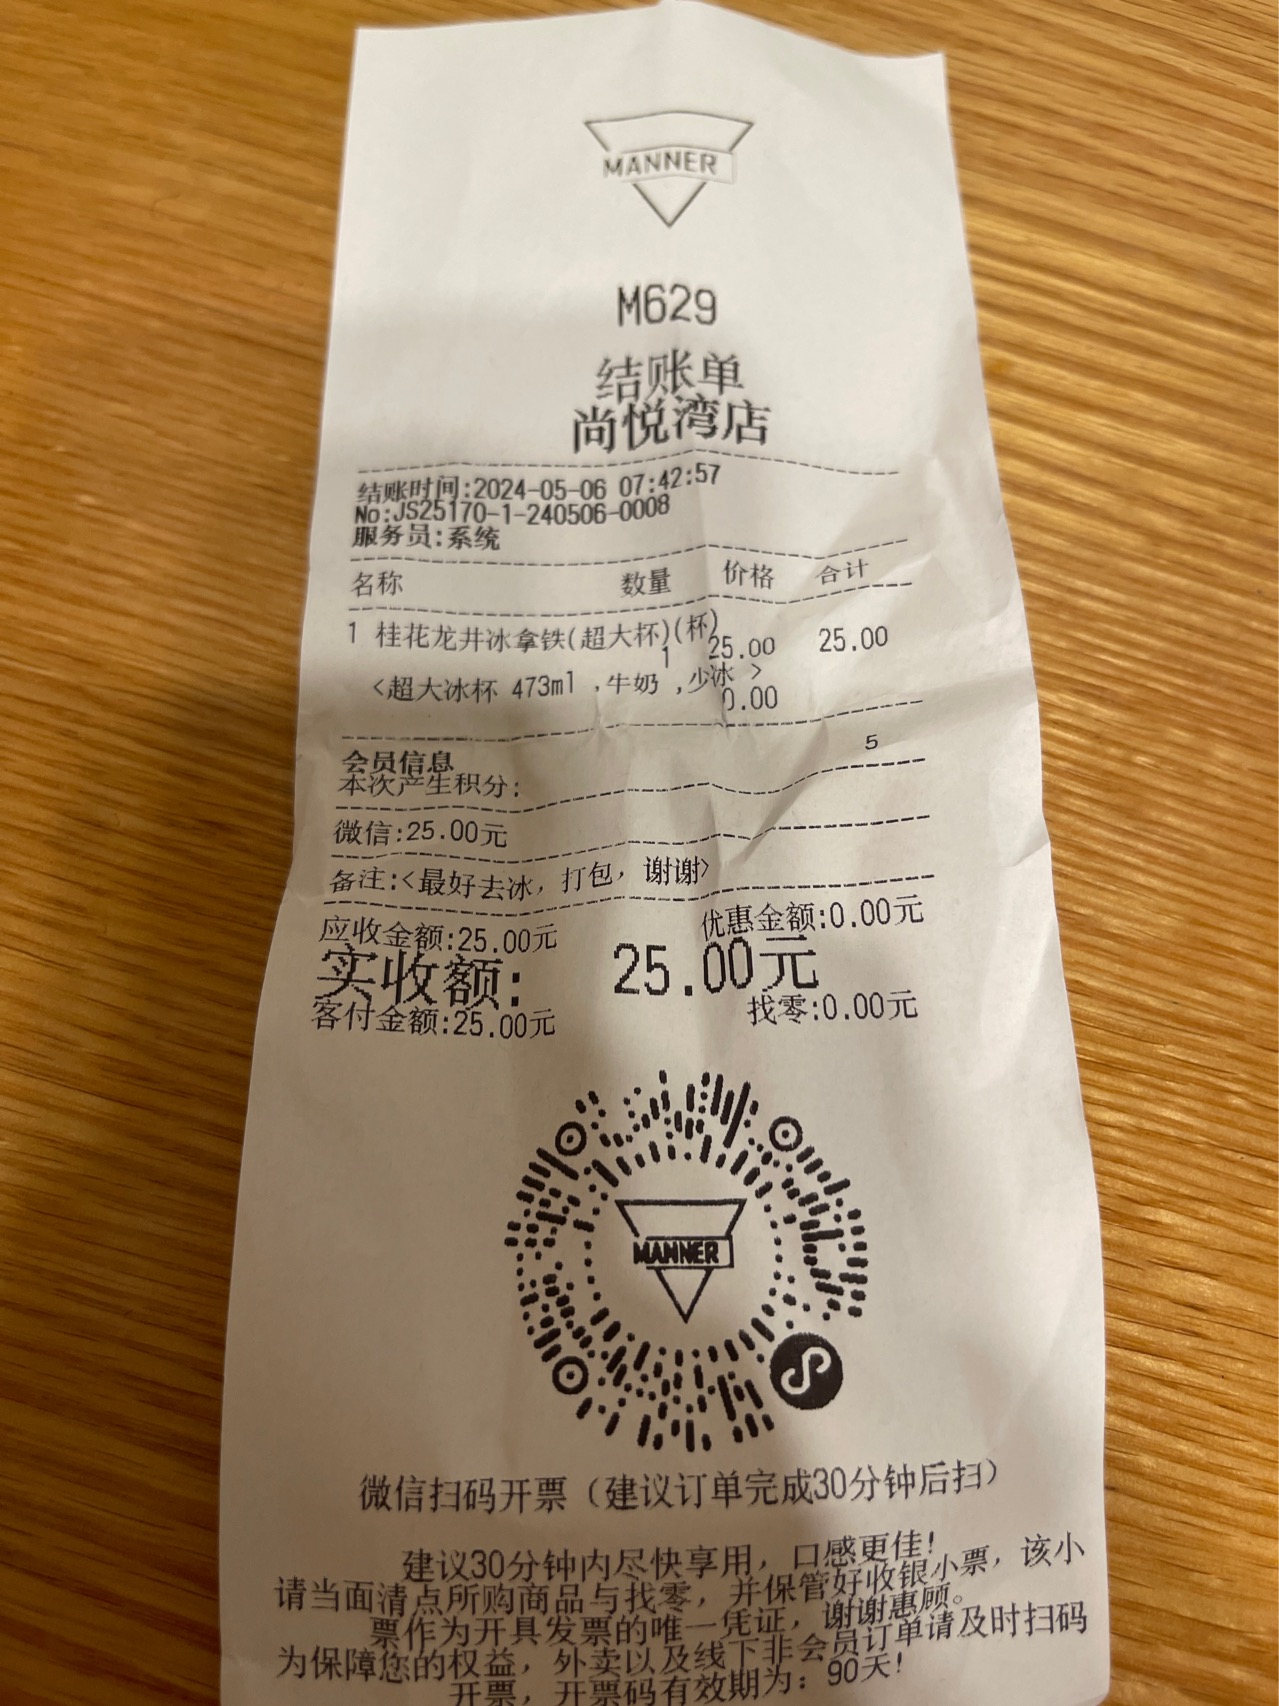 MANNER
M629
结账单
尚悦湾店
结账时间:2024-05-06 07:42:57
No:JS25170-1-240506-0008
服务员:系统
名称 数量 价格 合计
1 桂花龙井冰拿铁(超大杯)(杯)
1 25.00 25.00
<超大冰杯 473ml ,牛奶 ,少冰 >
0.00
会员信息
本次产生积分: 5
微信:25.00元
备注:<最好去冰，打包，谢谢>
应收金额:25.00元 优惠金额:0.00元
实收额: 25.00元
客付金额:25.00元 找零:0.00元
MANNER
微信扫码开票（建议订单完成30分钟后扫）
建议30分钟内尽快享用，口感更佳！
请当面清点所购商品与找零，并保管好收银小票，该小
票作为开具发票的唯一凭证，谢谢惠顾。
为保障您的权益，外卖以及线下非会员订单请及时扫码
开票，开票码有效期为：90天！